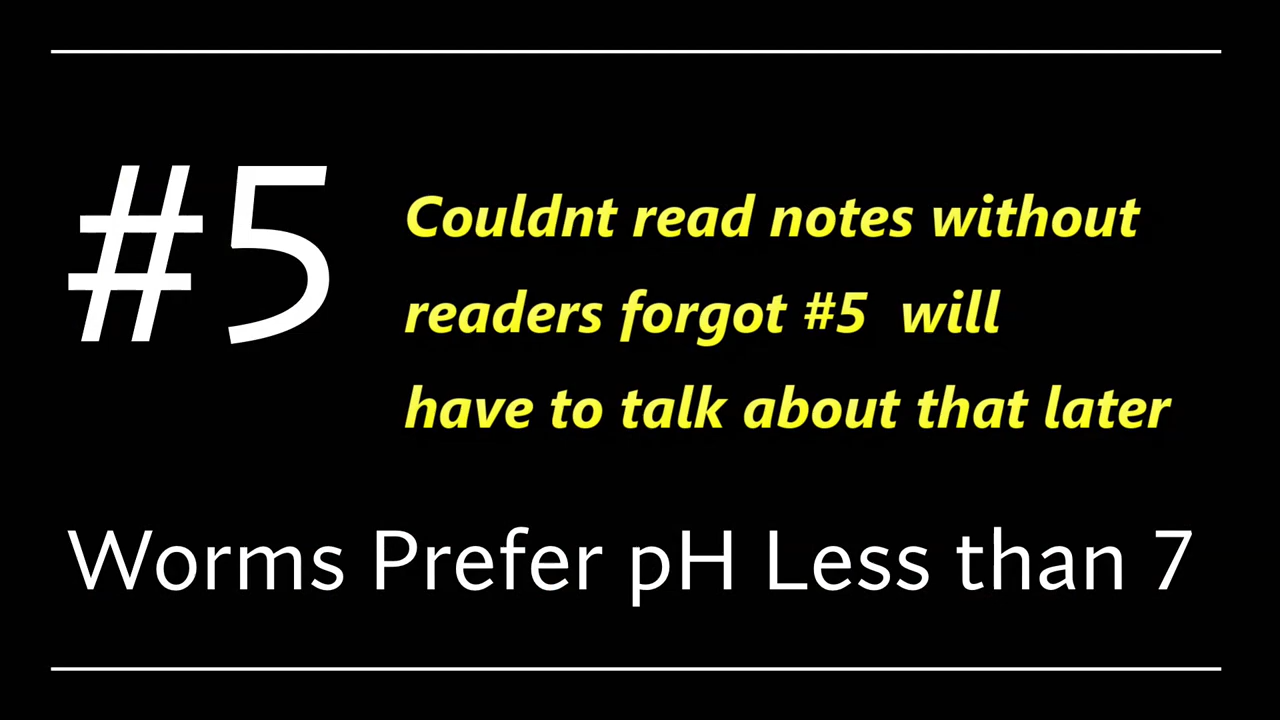 #5
Couldnt read notes without
readers forgot #5 will
have to talk about that later
Worms Prefer pH Less than 7